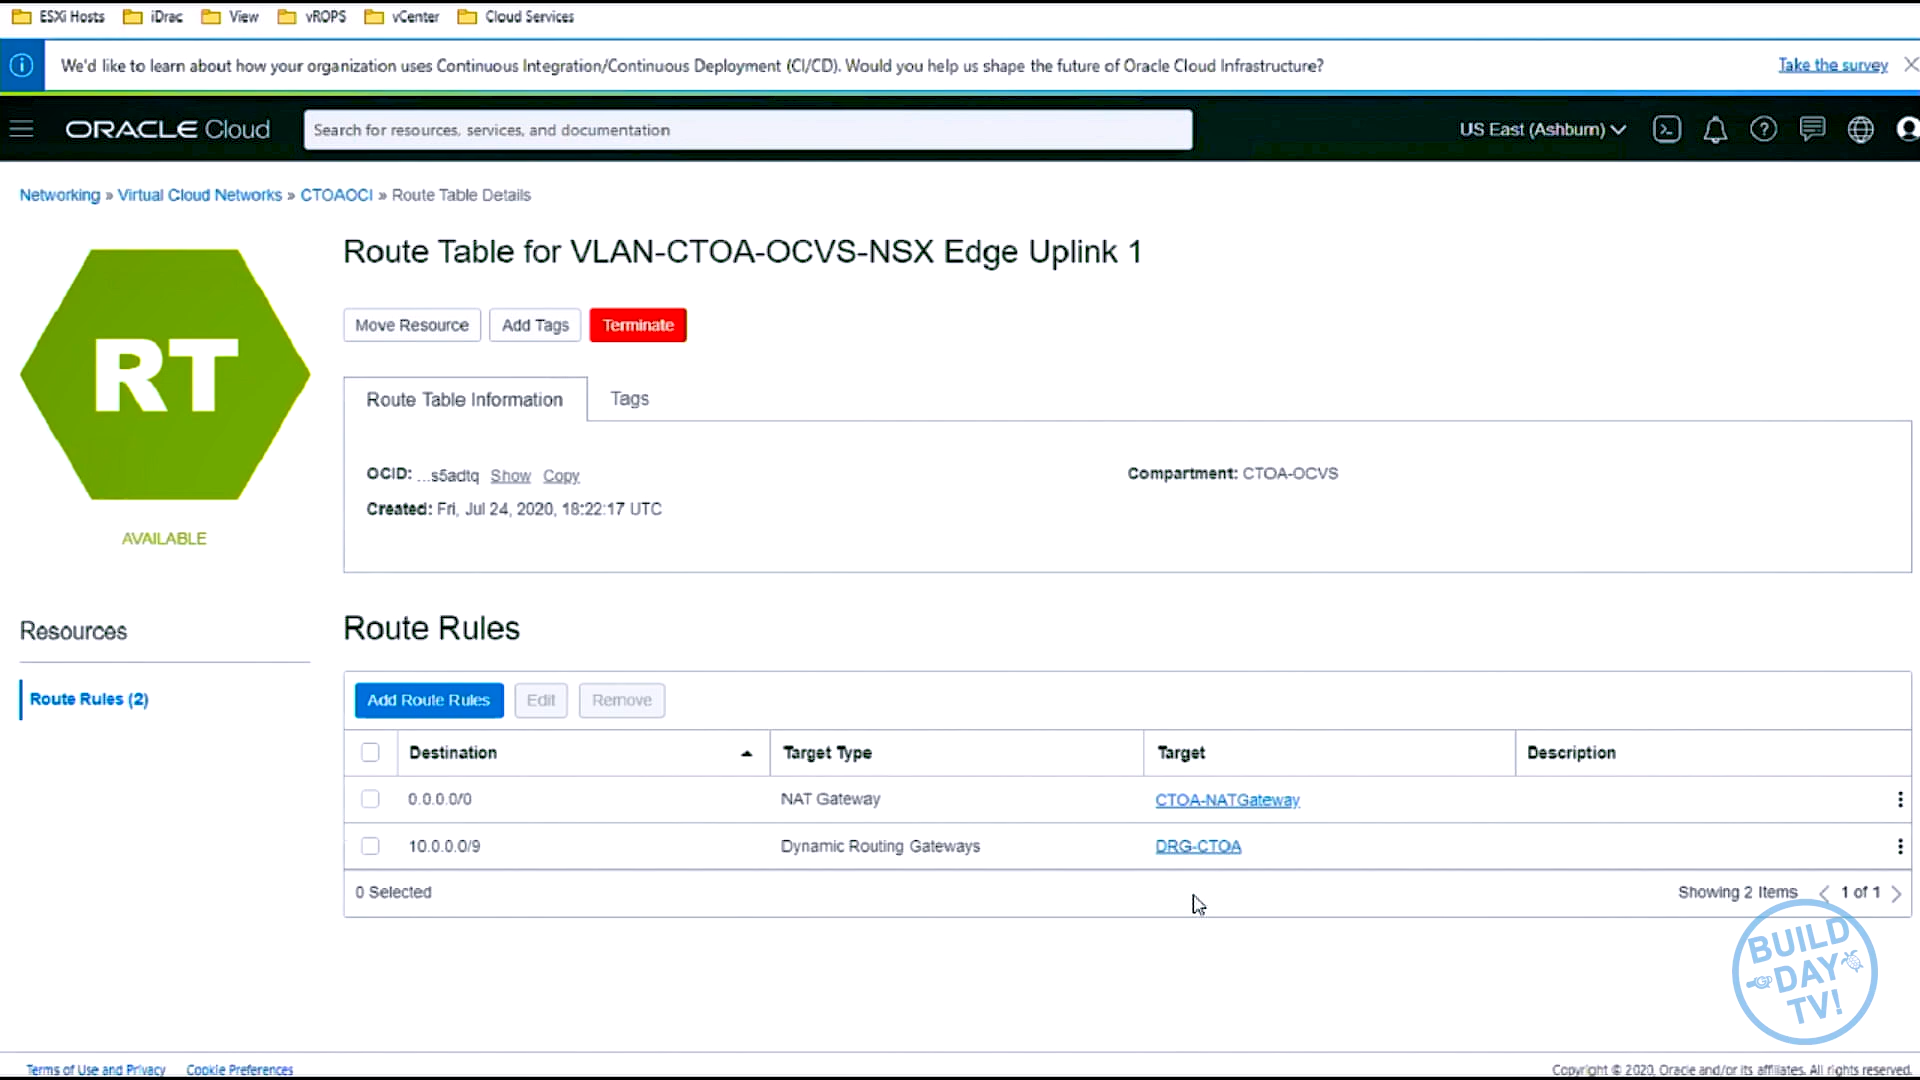 ESXi Hosts iDrac View vROPS vCenter Cloud Services
We'd like to learn about how your organization uses Continuous Integration/Continuous Deployment (CI/CD). Would you help us shape the future of Oracle Cloud Infrastructure? Take the survey
ORACLE Cloud Search for resources, services, and documentation US East (Ashburn)
Networking » Virtual Cloud Networks » CTOAOCI » Route Table Details
Route Table for VLAN-CTOA-OCVS-NSX Edge Uplink 1
RT
AVAILABLE
Move Resource Add Tags Terminate
Route Table Information Tags
OCID: ...s5adtq Show Copy Compartment: CTOA-OCVS
Created: Fri, Jul 24, 2020, 18:22:17 UTC
Resources
Route Rules (2)
Route Rules
Add Route Rules Edit Remove
Destination Target Type Target Description
0.0.0.0/0 NAT Gateway CTOA-NATGateway
10.0.0.0/9 Dynamic Routing Gateways DRG-CTOA
0 Selected Showing 2 Items 1 of 1
BUILD
DAY
TV!
Terms of Use and Privacy Cookie Preferences Copyright © 2020, Oracle and/or its affiliates. All rights reserved.